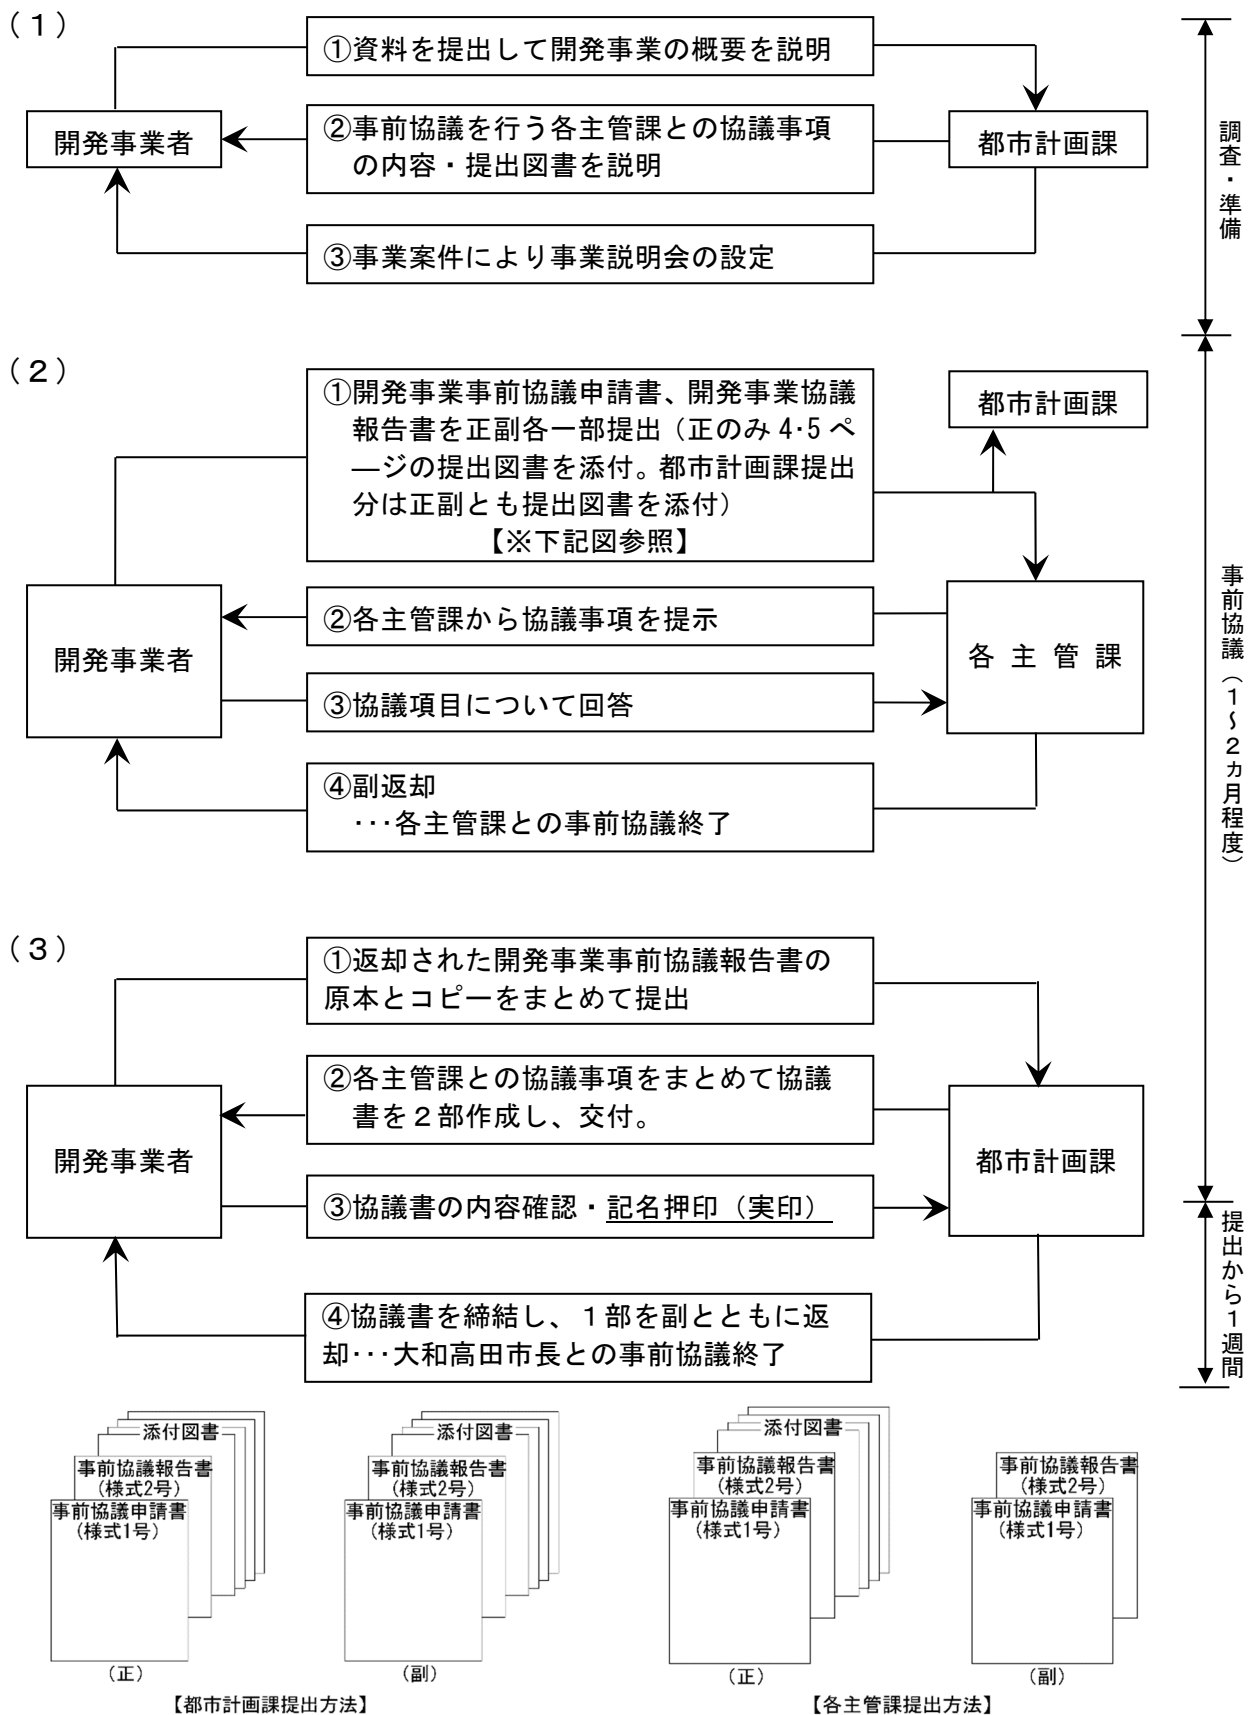 （１）
①資料を提出して開発事業の概要を説明
開発事業者
②事前協議を行う各主管課との協議事項
の内容・提出図書を説明
都市計画課
③事業案件により事業説明会の設定
調査・準備
（２）
①開発事業事前協議申請書、開発事業協議
報告書を正副各一部提出（正のみ 4･5 ペ
―ジの提出図書を添付。都市計画課提出
分は正副とも提出図書を添付）
【※下記図参照】
都市計画課
開発事業者
②各主管課から協議事項を提示
③協議項目について回答
各 主 管 課
④副返却
･･･各主管課との事前協議終了
事前協議（１～２ヵ月程度）
（３）
①返却された開発事業事前協議報告書の
原本とコピーをまとめて提出
開発事業者
②各主管課との協議事項をまとめて協議
書を２部作成し、交付。
都市計画課
③協議書の内容確認・記名押印（実印）
④協議書を締結し、１部を副とともに返
却･･･大和高田市長との事前協議終了
提出から１週間
添付図書
事前協議報告書
(様式2号)
事前協議申請書
(様式1号)
(正)
添付図書
事前協議報告書
(様式2号)
事前協議申請書
(様式1号)
(副)
【都市計画課提出方法】
添付図書
事前協議報告書
(様式2号)
事前協議申請書
(様式1号)
(正)
事前協議報告書
(様式2号)
事前協議申請書
(様式1号)
(副)
【各主管課提出方法】